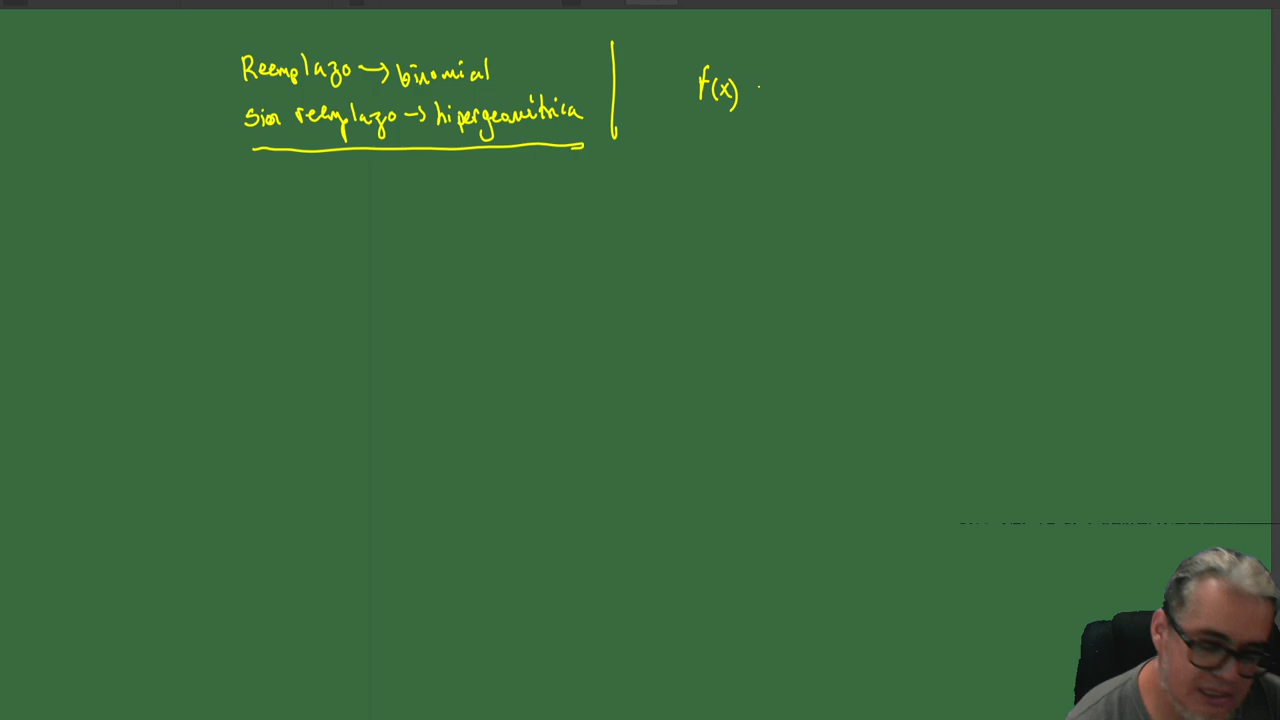 Reemplazo → binomial
Sin reemplazo → hipergeométrica
f(x)